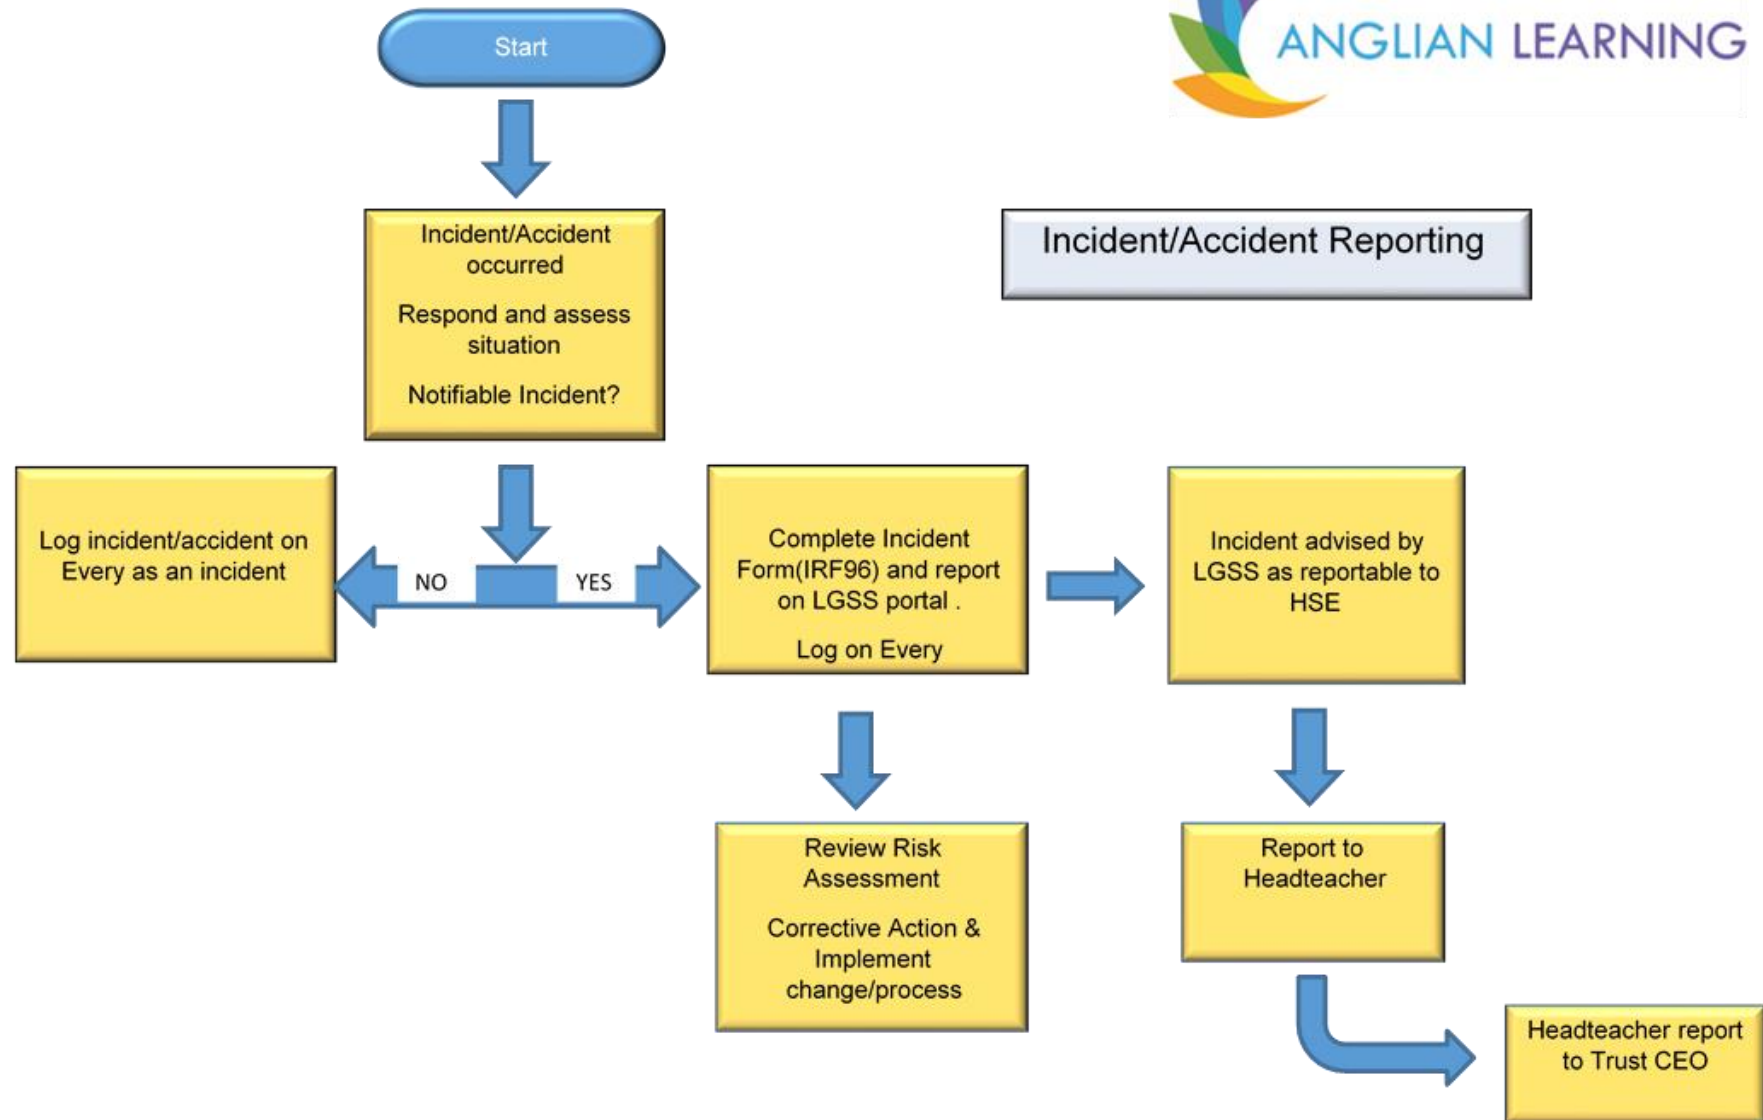 Start
ANGLIAN LEARNING
Incident/Accident
occurred
Respond and assess
situation
Notifiable Incident?
Incident/Accident Reporting
Log incident/accident on
Every as an incident
NO
YES
Complete Incident
Form(IRF96) and report
on LGSS portal .
Log on Every
Incident advised by
LGSS as reportable to
HSE
Review Risk
Assessment
Corrective Action &
Implement
change/process
Report to
Headteacher
Headteacher report
to Trust CEO